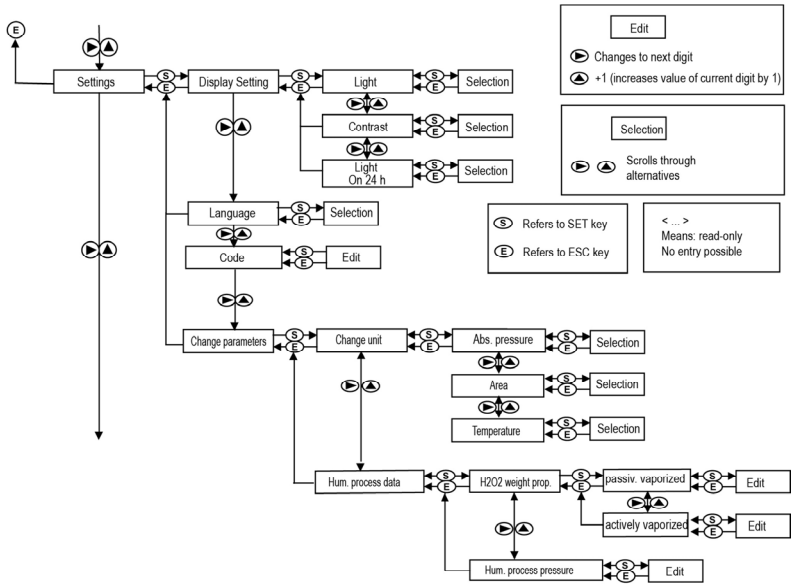 E
Edit
Changes to next digit
+1 (increases value of current digit by 1)
Settings
S
E
Display Setting
S
E
Light
S
E
Selection
Contrast
S
E
Selection
Light
On 24 h
S
E
Selection
Selection
Scrolls through
alternatives
Language
S
E
Selection
Code
S
E
Edit
S Refers to SET key
E Refers to ESC key
< ... >
Means: read-only
No entry possible
Change parameters
S
E
Change unit
S
E
Abs. pressure
S
E
Selection
Area
S
E
Selection
Temperature
S
E
Selection
Hum. process data
S
E
H2O2 weight prop.
S
E
passiv. vaporized
S
E
Edit
actively vaporized
S
E
Edit
Hum. process pressure
S
E
Edit